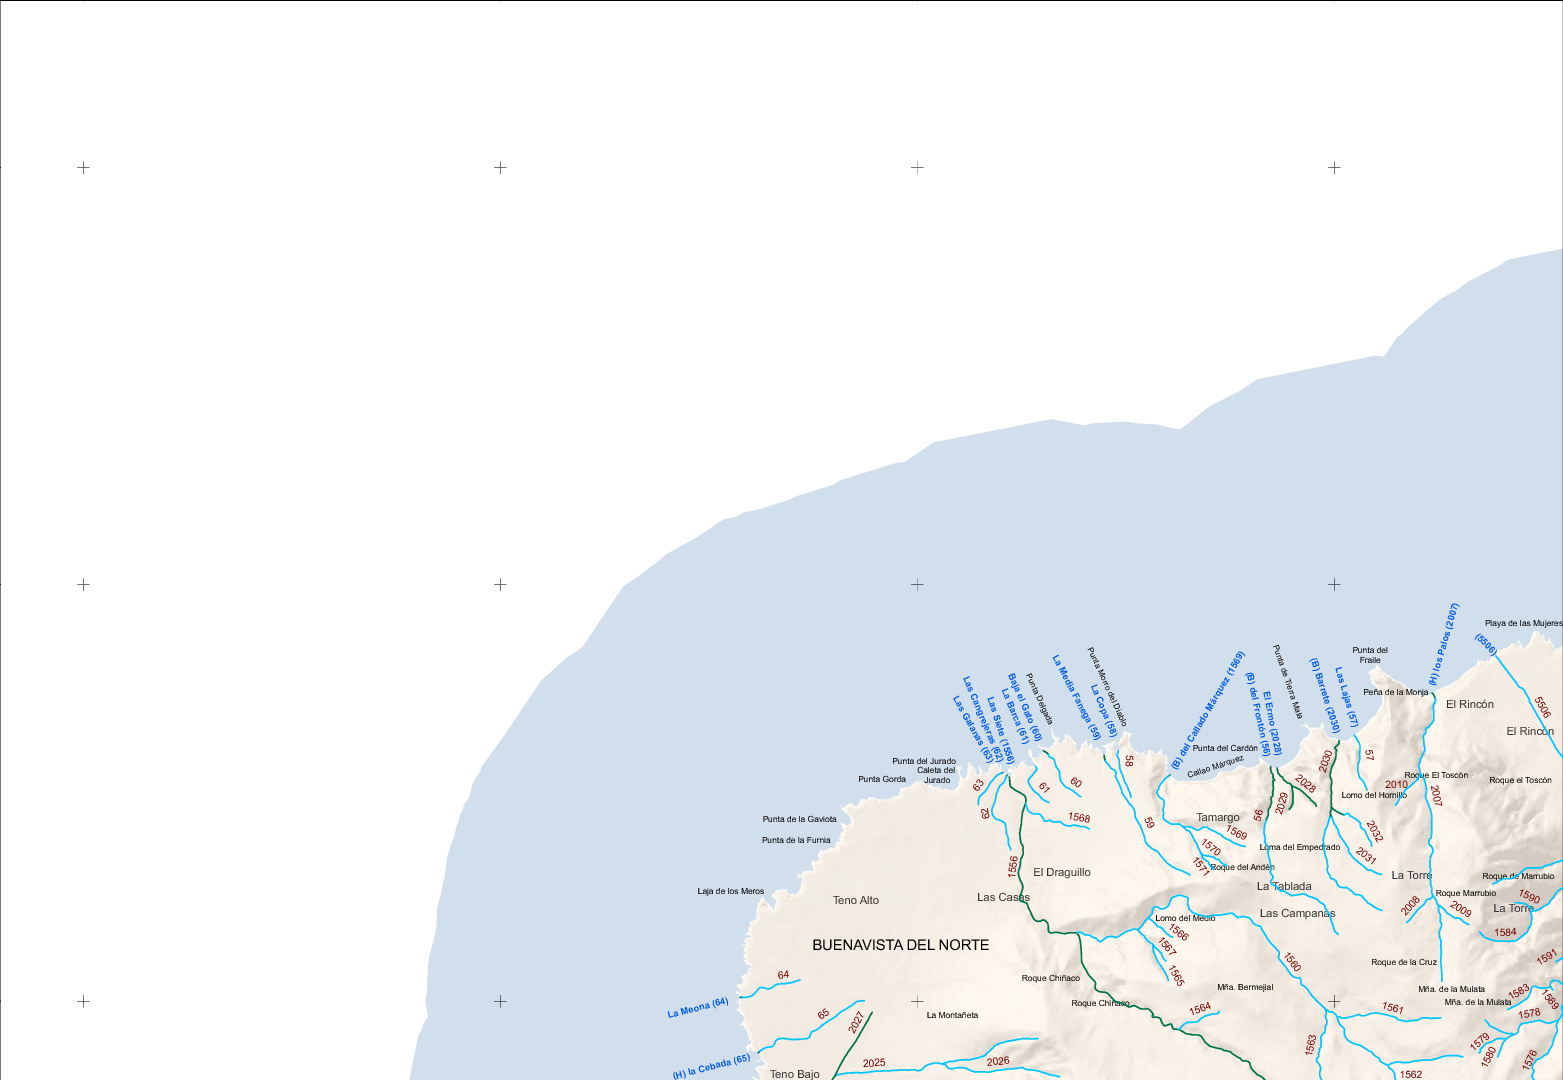 Playa de las Mujeres
(5506)
(H) los Palos (2007)
Punta del
Fraile
Peña de la Monja
El Rincón
5506
El Rincón
Las Galanas (63)
Las Cangrejeras (62)
Las Siete (1556)
La Barca (61)
Baja el Gato (60)
Punta Delgada
La Media Fanega (59)
La Copa (58)
Punta Morro del Diablo
(B) del Callado Márquez (1569)
(B) del Frontón (56)
El Ermo (2028)
Punta de Tierra Mala
(B) Barrete (2030)
Las Lajas (57)
Punta del Cardón
Callao Márquez
Punta del Jurado
Caleta del
Jurado
Punta Gorda
63
62
61
60
58
2030
57
2028
2029
56
2010
Roque El Toscón
Roque el Toscón
Lomo del Hornillo
2007
Punta de la Gaviota
Punta de la Furnia
1568
59
Tamargo
1569
1570
1571
2032
2031
Loma del Empedrado
Roque del Andén
1556
El Draguillo
La Tablada
La Torre
Roque de Marrubio
Roque Marrubio
Laja de los Meros
Teno Alto
Las Casas
Las Campanas
2008
2009
La Torre
1590
1584
Lomo del Medio
1566
1567
1565
BUENAVISTA DEL NORTE
1560
Roque de la Cruz
1591
64
Roque Chiñaco
Mña. Bermejial
Mña. de la Mulata
Mña. de la Mulata
1583
1589
La Meona (64)
Roque Chiñaco
1564
1561
1578
65
2027
La Montañeta
1563
1579
1580
1576
(H) la Cebada (65)
Teno Bajo
2025
2026
1562